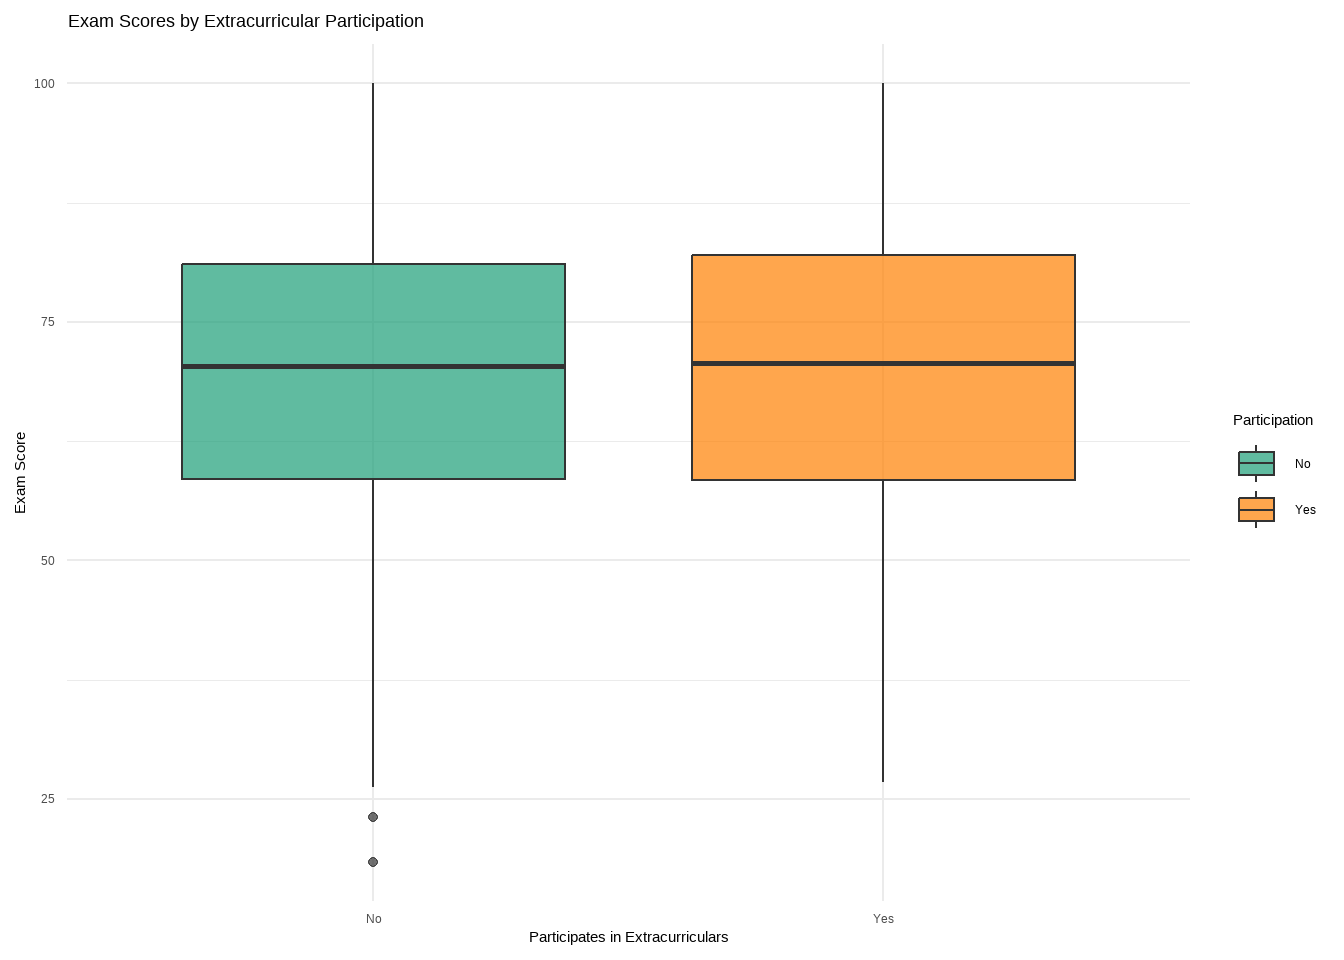 Exam Scores by Extracurricular Participation
100
75
50
25
Exam Score
No
Yes
Participates in Extracurriculars
Participation
No
Yes